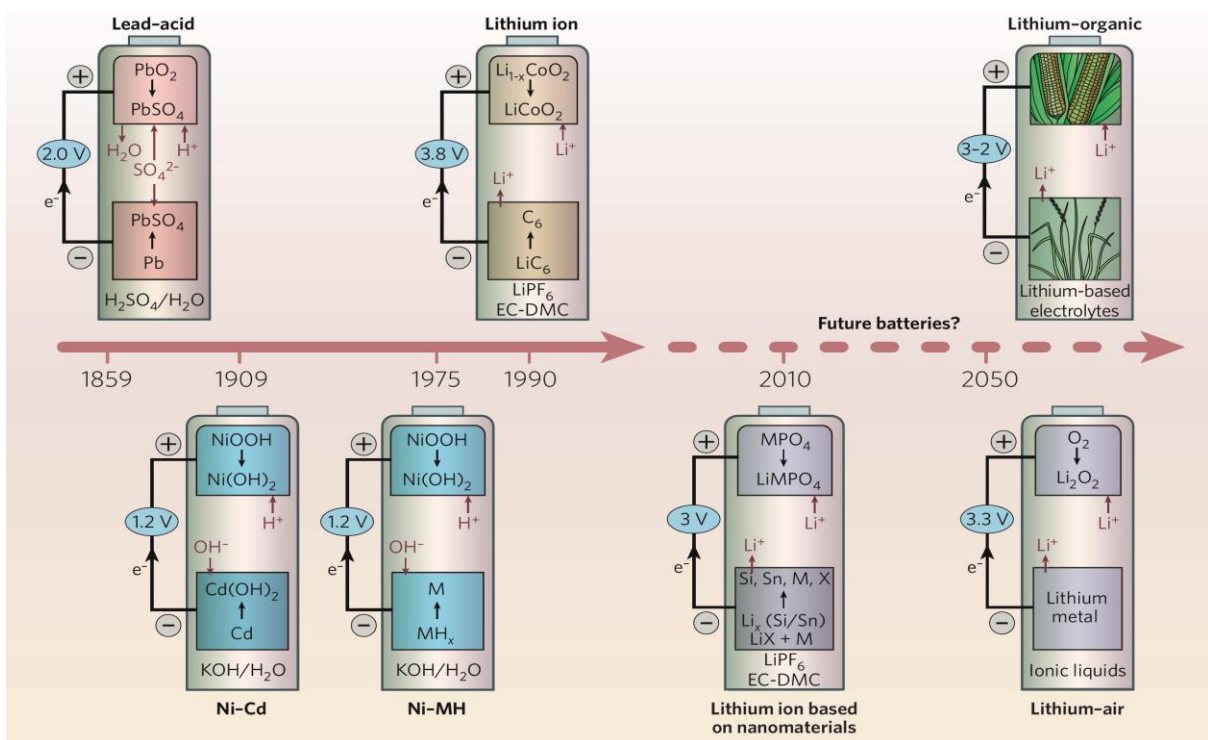 Lead–acid
+
PbO₂
PbSO₄
H₂O
H⁺
SO₄²⁻
2.0 V
e⁻
PbSO₄
Pb
−
H₂SO₄/H₂O
Lithium ion
+
Li₁₋ₓCoO₂
LiCoO₂
Li⁺
3.8 V
Li⁺
e⁻
C₆
LiC₆
−
LiPF₆
EC-DMC
Lithium–organic
+
Li⁺
3–2 V
Li⁺
e⁻
−
Lithium-based
electrolytes
Future batteries?
1859
1909
1975
1990
2010
2050
+
NiOOH
Ni(OH)₂
H⁺
1.2 V
OH⁻
e⁻
Cd(OH)₂
Cd
−
KOH/H₂O
Ni–Cd
+
NiOOH
Ni(OH)₂
H⁺
1.2 V
OH⁻
e⁻
M
MHₓ
−
KOH/H₂O
Ni–MH
+
MPO₄
LiMPO₄
Li⁺
3 V
Li⁺
e⁻
Si, Sn, M, X
Liₓ (Si/Sn)
LiX + M
−
LiPF₆
EC-DMC
Lithium ion based
on nanomaterials
+
O₂
Li₂O₂
Li⁺
3.3 V
Li⁺
e⁻
Lithium
metal
−
Ionic liquids
Lithium–air